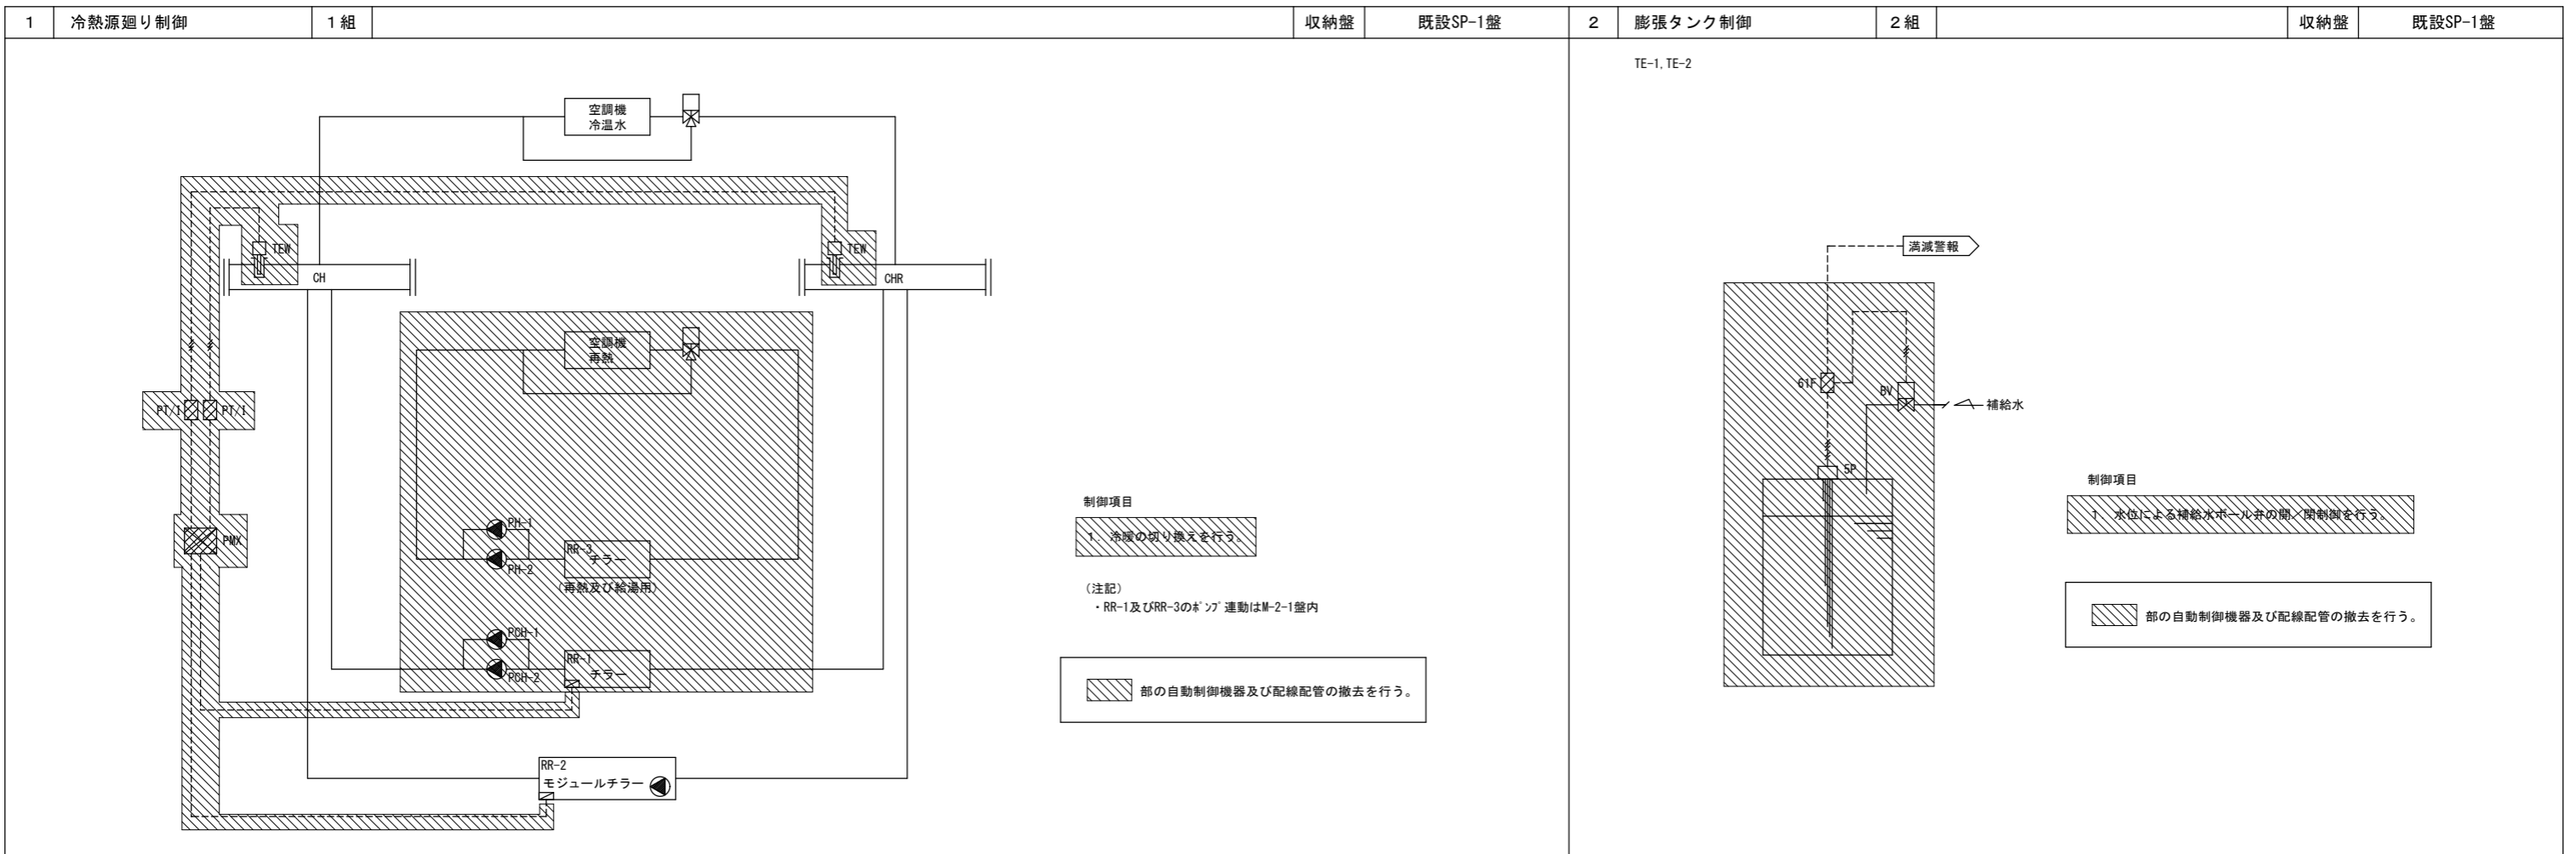 1 冷熱源廻り制御 1組 収納盤 既設SP-1盤
空調機
冷温水
TEW
TEW
CH
CHR
空調機
再熱
PT/I
PT/I
PH-1
PMX
RR-3
チラー
PH-2
(再熱及び給湯用)
PCH-1
RR-1
チラー
PCH-2
RR-2
モジュールチラー
制御項目
1. 冷暖の切り換えを行う。
(注記)
・RR-1及びRR-3のポンプ連動はM-2-1盤内
部の自動制御機器及び配線配管の撤去を行う。
2 膨張タンク制御 2組 収納盤 既設SP-1盤
TE-1, TE-2
満減警報
61F
BV
補給水
5P
制御項目
1. 水位による補給水ボール弁の開/閉制御を行う。
部の自動制御機器及び配線配管の撤去を行う。